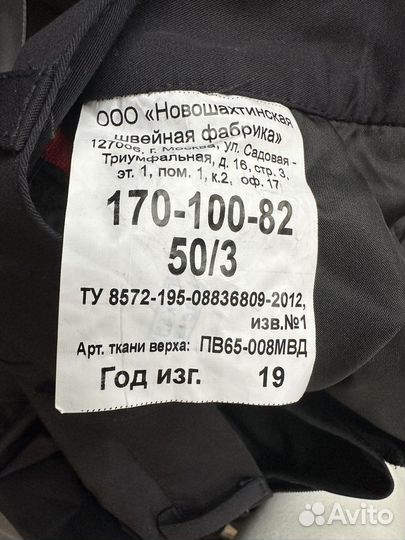 ООО «Новошахтинская
швейная фабрика»
127006, г. Москва, ул. Садовая -
Триумфальная, д. 16, стр. 3,
эт. 1, пом. 1, к.2, оф. 17
170-100-82
50/3
ТУ 8572-195-08836809-2012,
изв.№1
Арт. ткани верха: ПВ65-008МВД
Год изг. 19
Avito